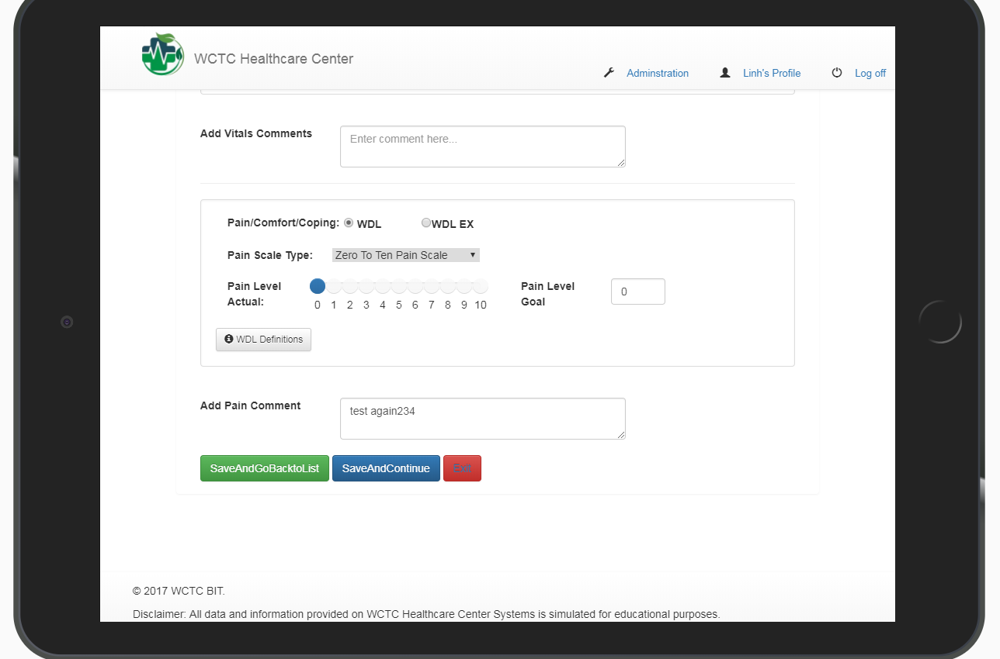 WCTC Healthcare Center
Adminstration Linh's Profile Log off
Add Vitals Comments
Enter comment here...
Pain/Comfort/Coping: WDL WDL EX
Pain Scale Type: Zero To Ten Pain Scale
Pain Level Actual:
0 1 2 3 4 5 6 7 8 9 10
Pain Level Goal
0
WDL Definitions
Add Pain Comment
test again234
SaveAndGoBacktoList SaveAndContinue Exit
© 2017 WCTC BIT.
Disclaimer: All data and information provided on WCTC Healthcare Center Systems is simulated for educational purposes.